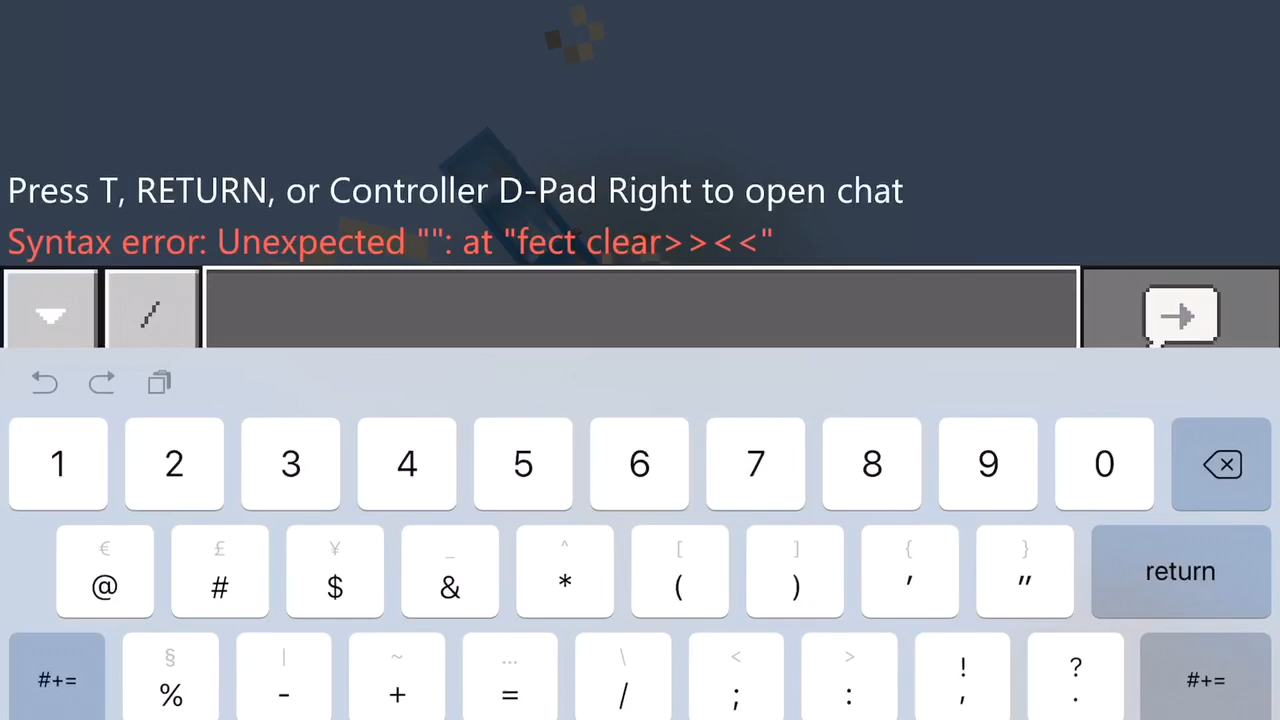 Press T, RETURN, or Controller D-Pad Right to open chat
Syntax error: Unexpected "": at "fect clear>><<"
/
1 2 3 4 5 6 7 8 9 0
€ £ ¥ _ ^ [ ] { }
@ # $ & * ( ) ' " return
§ | ~ … \ < > ! ?
#+= % - + = / ; : , . #+=